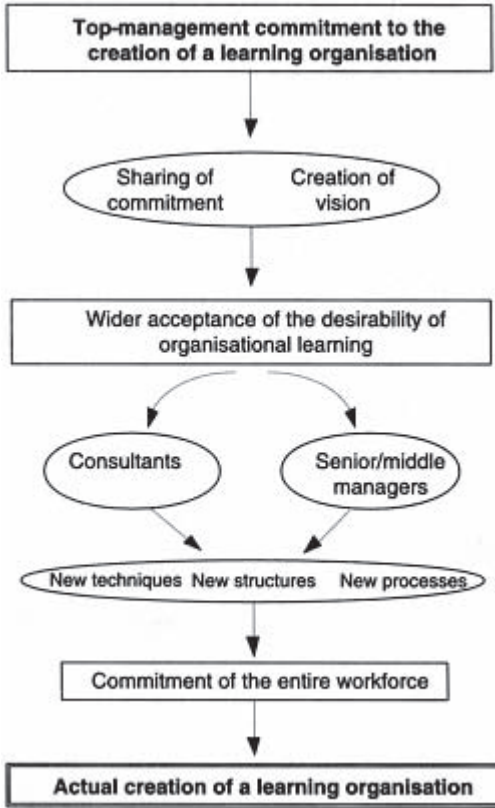 Top-management commitment to the
creation of a learning organisation
Sharing of
commitment
Creation of
vision
Wider acceptance of the desirability of
organisational learning
Consultants
Senior/middle
managers
New techniques New structures New processes
Commitment of the entire workforce
Actual creation of a learning organisation